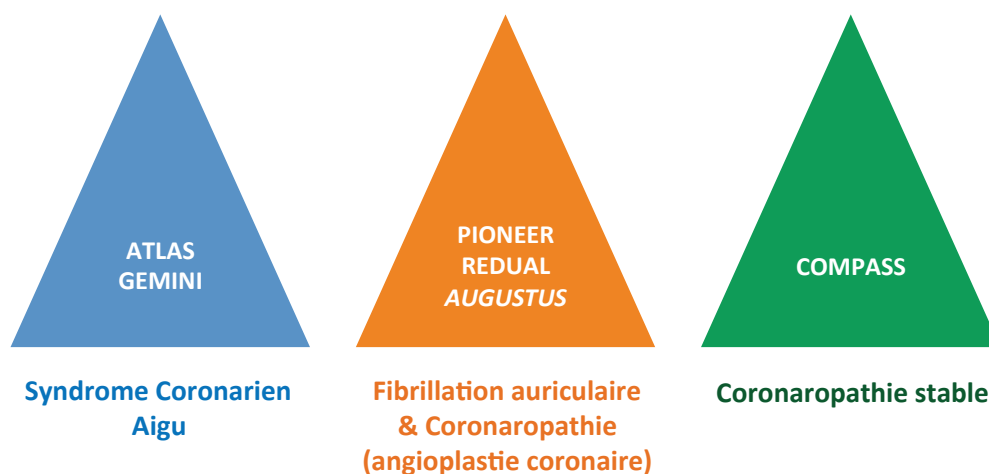 ATLAS
GEMINI
PIONEER
REDUAL
AUGUSTUS
COMPASS
Syndrome Coronarien
Aigu
Fibrillation auriculaire
& Coronaropathie
(angioplastie coronaire)
Coronaropathie stable